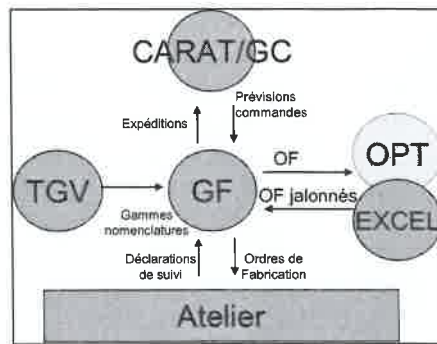 CARAT/GC
Expéditions
Prévisions
commandes
OF
OPT
TGV
GF
OF jalonnés
EXCEL
Gammes
nomenclatures
Déclarations
de suivi
Ordres de
Fabrication
Atelier